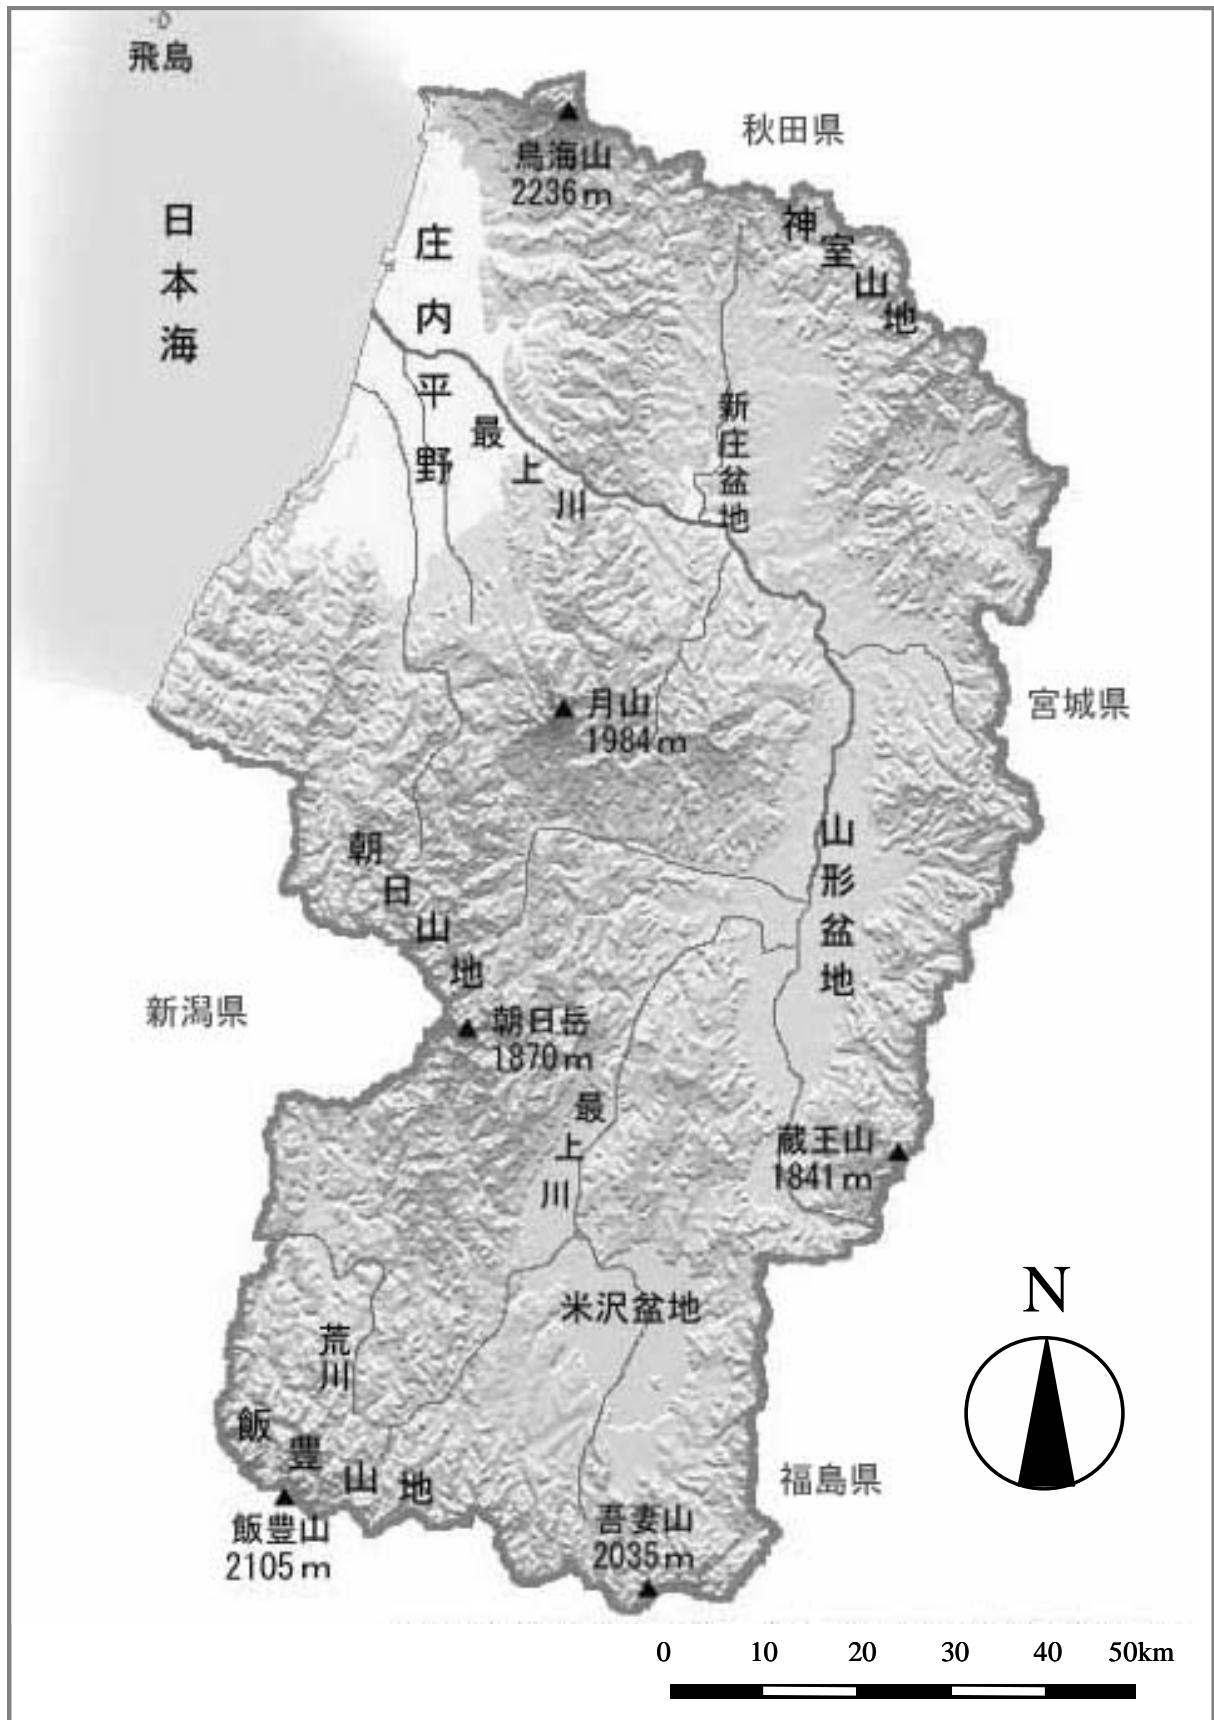 飛島
秋田県
鳥海山
2236m
神室山地
日本海
庄内平野
最上川
新庄盆地
月山
1984m
宮城県
山形盆地
朝日山地
新潟県
朝日岳
1870m
最上川
蔵王山
1841m
米沢盆地
荒川
飯豊山地
飯豊山
2105m
吾妻山
2035m
福島県
N
0 10 20 30 40 50km